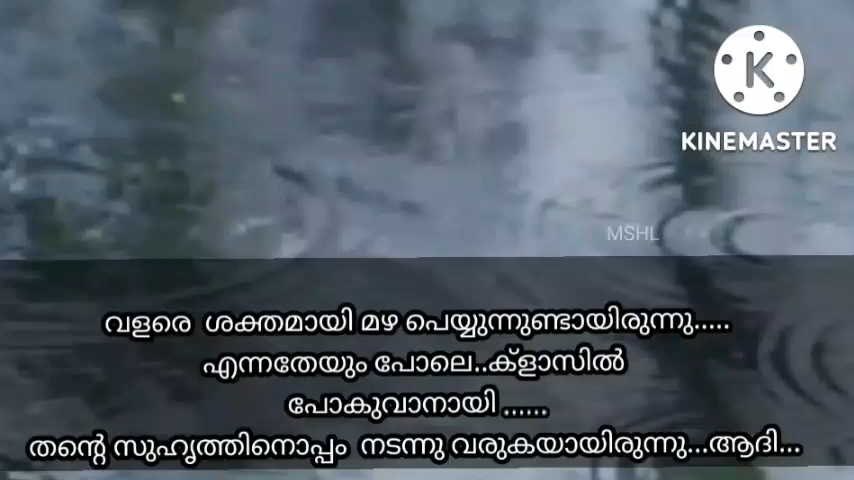 KINEMASTER
MSHL
വളരെ ശക്തമായി മഴ പെയ്യുന്നുണ്ടായിരുന്നു.....
എന്നതേയും പോലെ..ക്ളാസിൽ
പോകുവാനായി ......
തന്റെ സുഹൃത്തിനൊപ്പം നടന്നു വരുകയായിരുന്നു...ആദി...